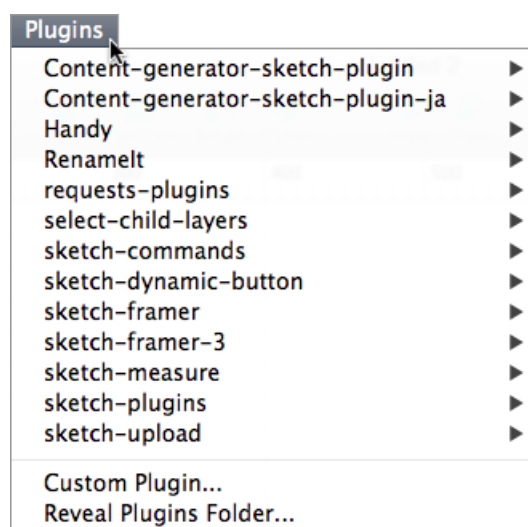 Plugins
Content-generator-sketch-plugin
Content-generator-sketch-plugin-ja
Handy
RenameIt
requests-plugins
select-child-layers
sketch-commands
sketch-dynamic-button
sketch-framer
sketch-framer-3
sketch-measure
sketch-plugins
sketch-upload
Custom Plugin...
Reveal Plugins Folder...